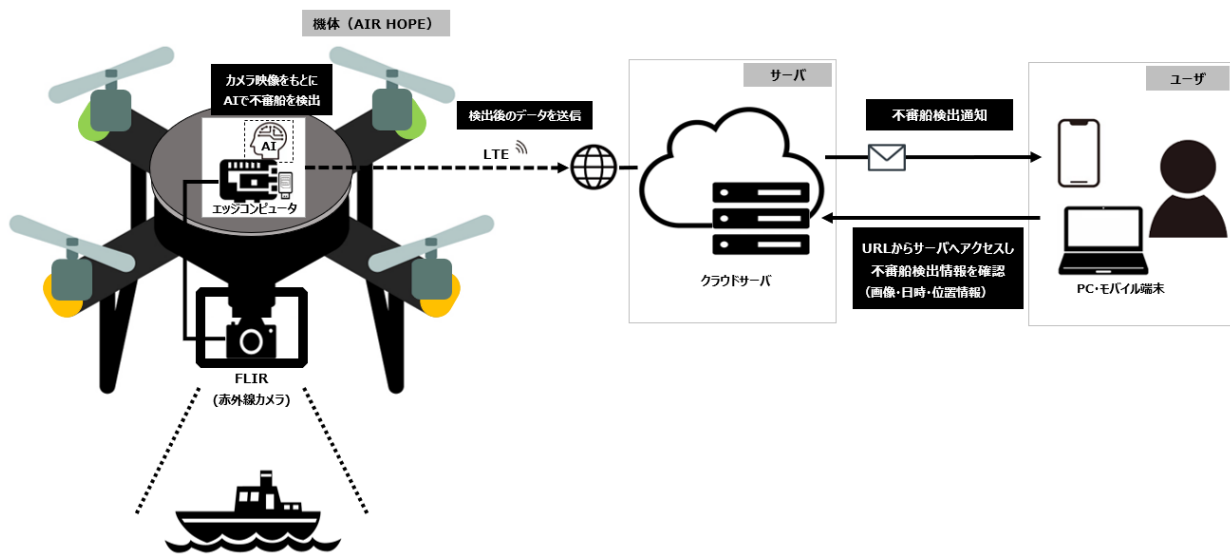 機体（AIR HOPE）
カメラ映像をもとに
AIで不審船を検出
AI
エッジコンピュータ
FLIR
(赤外線カメラ)
検出後のデータを送信
LTE
サーバ
クラウドサーバ
不審船検出通知
URLからサーバへアクセスし
不審船検出情報を確認
（画像・日時・位置情報）
ユーザ
PC・モバイル端末